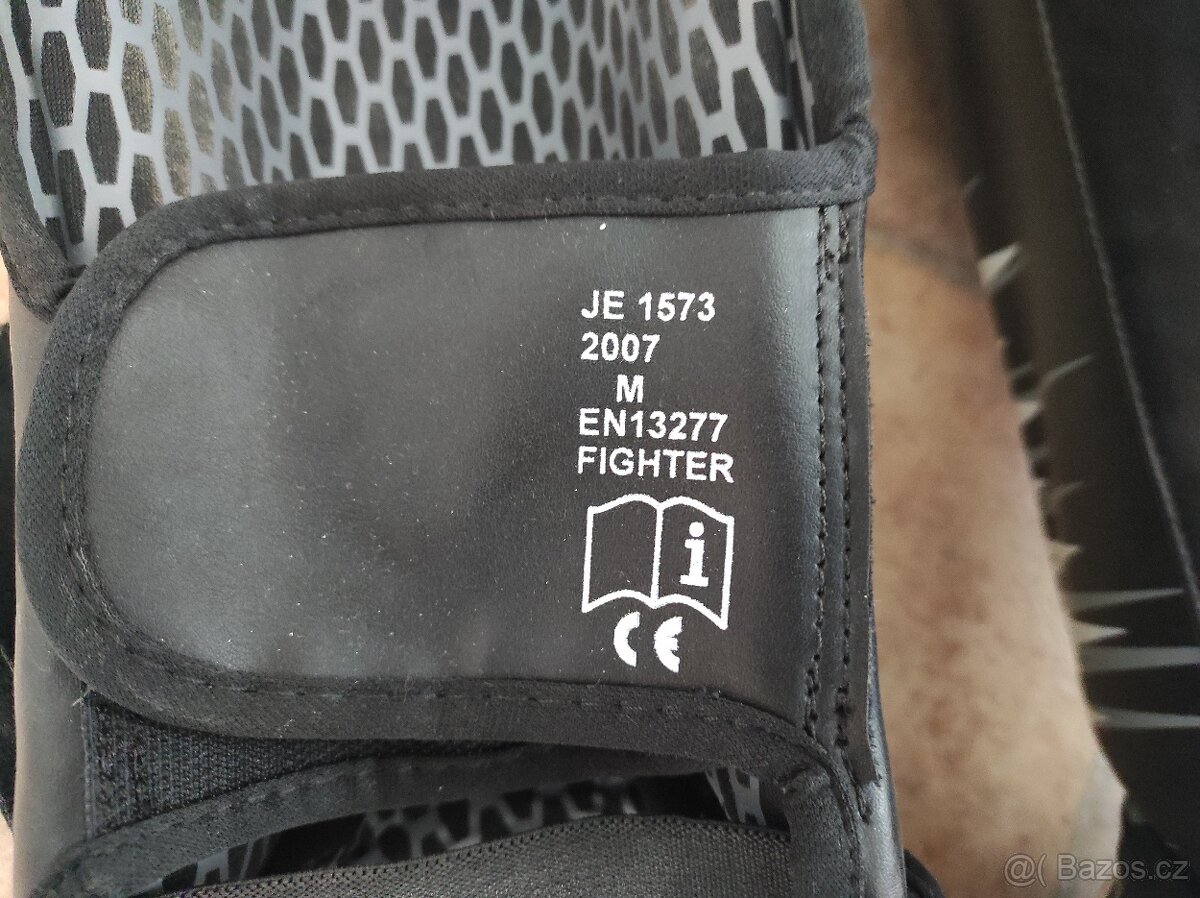 JE 1573
2007
M
EN13277
FIGHTER
i
CE
@( Bazos.cz